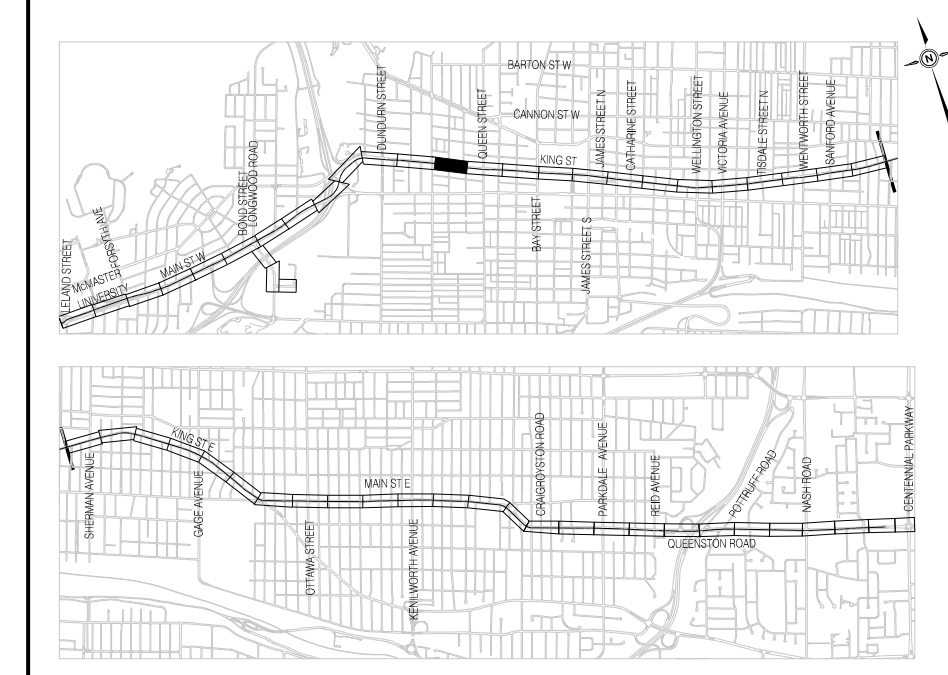 N
BARTON ST W
DUNDURN STREET
QUEEN STREET
CANNON ST W
JAMES STREET N
CATHARINE STREET
WELLINGTON STREET
VICTORIA AVENUE
TISDALE STREET N
WENTWORTH STREET
SANFORD AVENUE
KING ST
BOND STREET
LONGWOOD ROAD
BAY STREET
JAMES STREET S
LELAND STREET
FORSYTH AVE
McMASTER
UNIVERSITY
MAIN ST W
KING ST E
SHERMAN AVENUE
GAGE AVENUE
MAIN ST E
OTTAWA STREET
KENILWORTH AVENUE
CRAIGROYSTON ROAD
PARKDALE AVENUE
REID AVENUE
POTTRUFF ROAD
NASH ROAD
CENTENNIAL PARKWAY
QUEENSTON ROAD